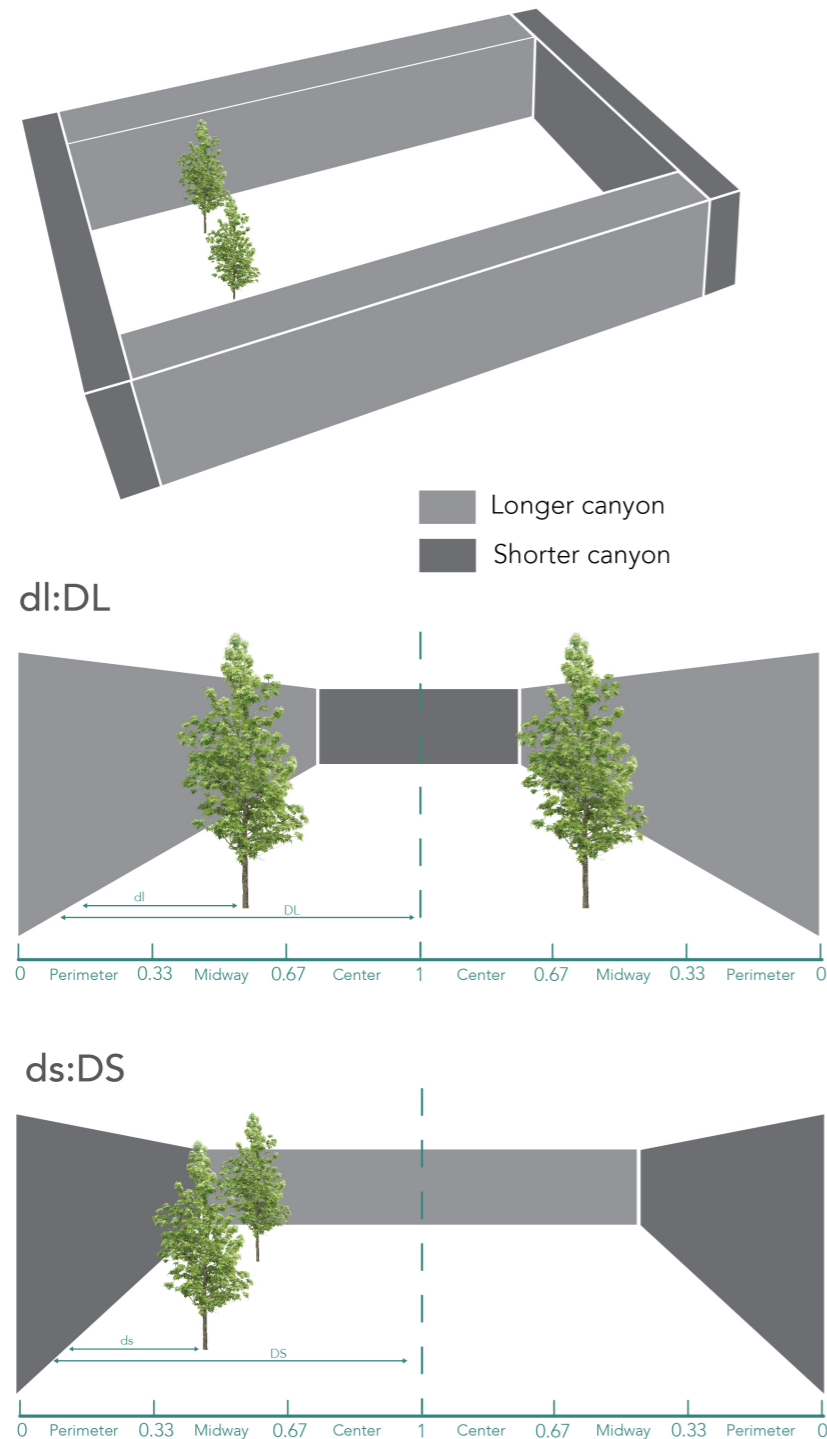 Longer canyon
Shorter canyon
dl:DL
dl
DL
0 Perimeter 0.33 Midway 0.67 Center 1 Center 0.67 Midway 0.33 Perimeter 0
ds:DS
ds
DS
0 Perimeter 0.33 Midway 0.67 Center 1 Center 0.67 Midway 0.33 Perimeter 0